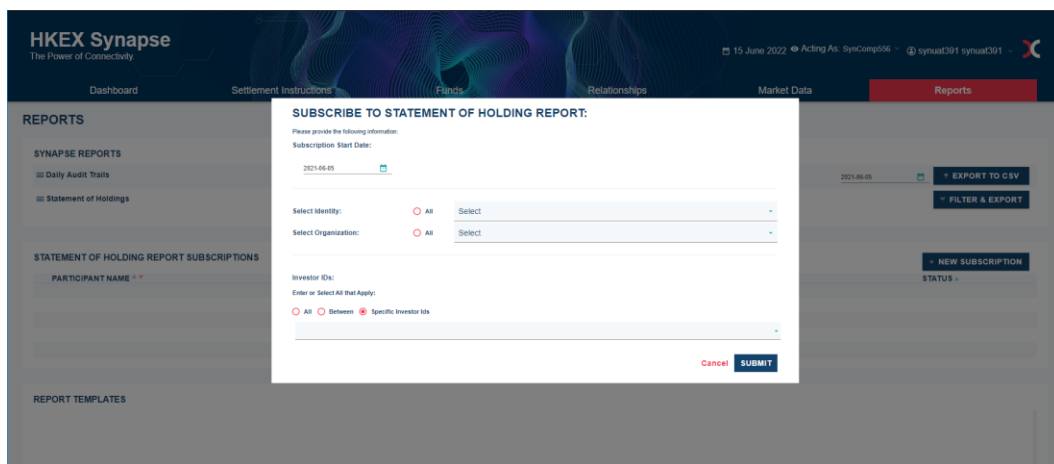 HKEX Synapse
The Power of Connectivity.
15 June 2022 Acting As: SynComp556 synuat391 synuat391
Dashboard Settlement Instructions Funds Relationships Market Data Reports
REPORTS
SYNAPSE REPORTS
Daily Audit Trails 2021-06-05 EXPORT TO CSV
Statement of Holdings FILTER & EXPORT
STATEMENT OF HOLDING REPORT SUBSCRIPTIONS + NEW SUBSCRIPTION
PARTICIPANT NAME STATUS
REPORT TEMPLATES
SUBSCRIBE TO STATEMENT OF HOLDING REPORT:
Please provide the following information:
Subscription Start Date:
2021-06-05
Select Identity: All Select
Select Organization: All Select
Investor IDs:
Enter or Select All that Apply:
All Between Specific Investor Ids
Cancel SUBMIT